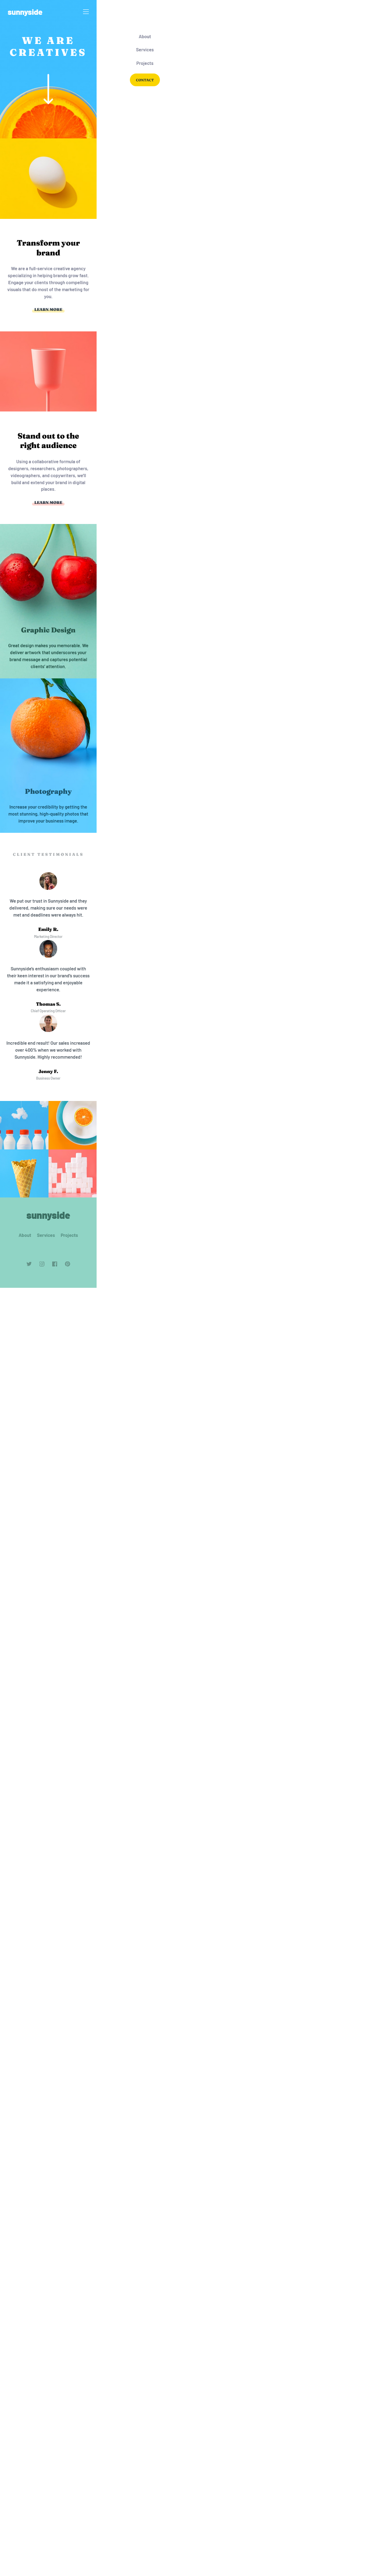 sunnyside
WE ARE
CREATIVES
About
Services
Projects
CONTACT
Transform your
brand
We are a full-service creative agency
specializing in helping brands grow fast.
Engage your clients through compelling
visuals that do most of the marketing for
you.
LEARN MORE
Stand out to the
right audience
Using a collaborative formula of
designers, researchers, photographers,
videographers, and copywriters, we'll
build and extend your brand in digital
places.
LEARN MORE
Graphic Design
Great design makes you memorable. We
deliver artwork that underscores your
brand message and captures potential
clients' attention.
Photography
Increase your credibility by getting the
most stunning, high-quality photos that
improve your business image.
CLIENT TESTIMONIALS
We put our trust in Sunnyside and they
delivered, making sure our needs were
met and deadlines were always hit.
Emily R.
Marketing Director
Sunnyside's enthusiasm coupled with
their keen interest in our brand's success
made it a satisfying and enjoyable
experience.
Thomas S.
Chief Operating Officer
Incredible end result! Our sales increased
over 400% when we worked with
Sunnyside. Highly recommended!
Jenny F.
Business Owner
sunnyside
About Services Projects